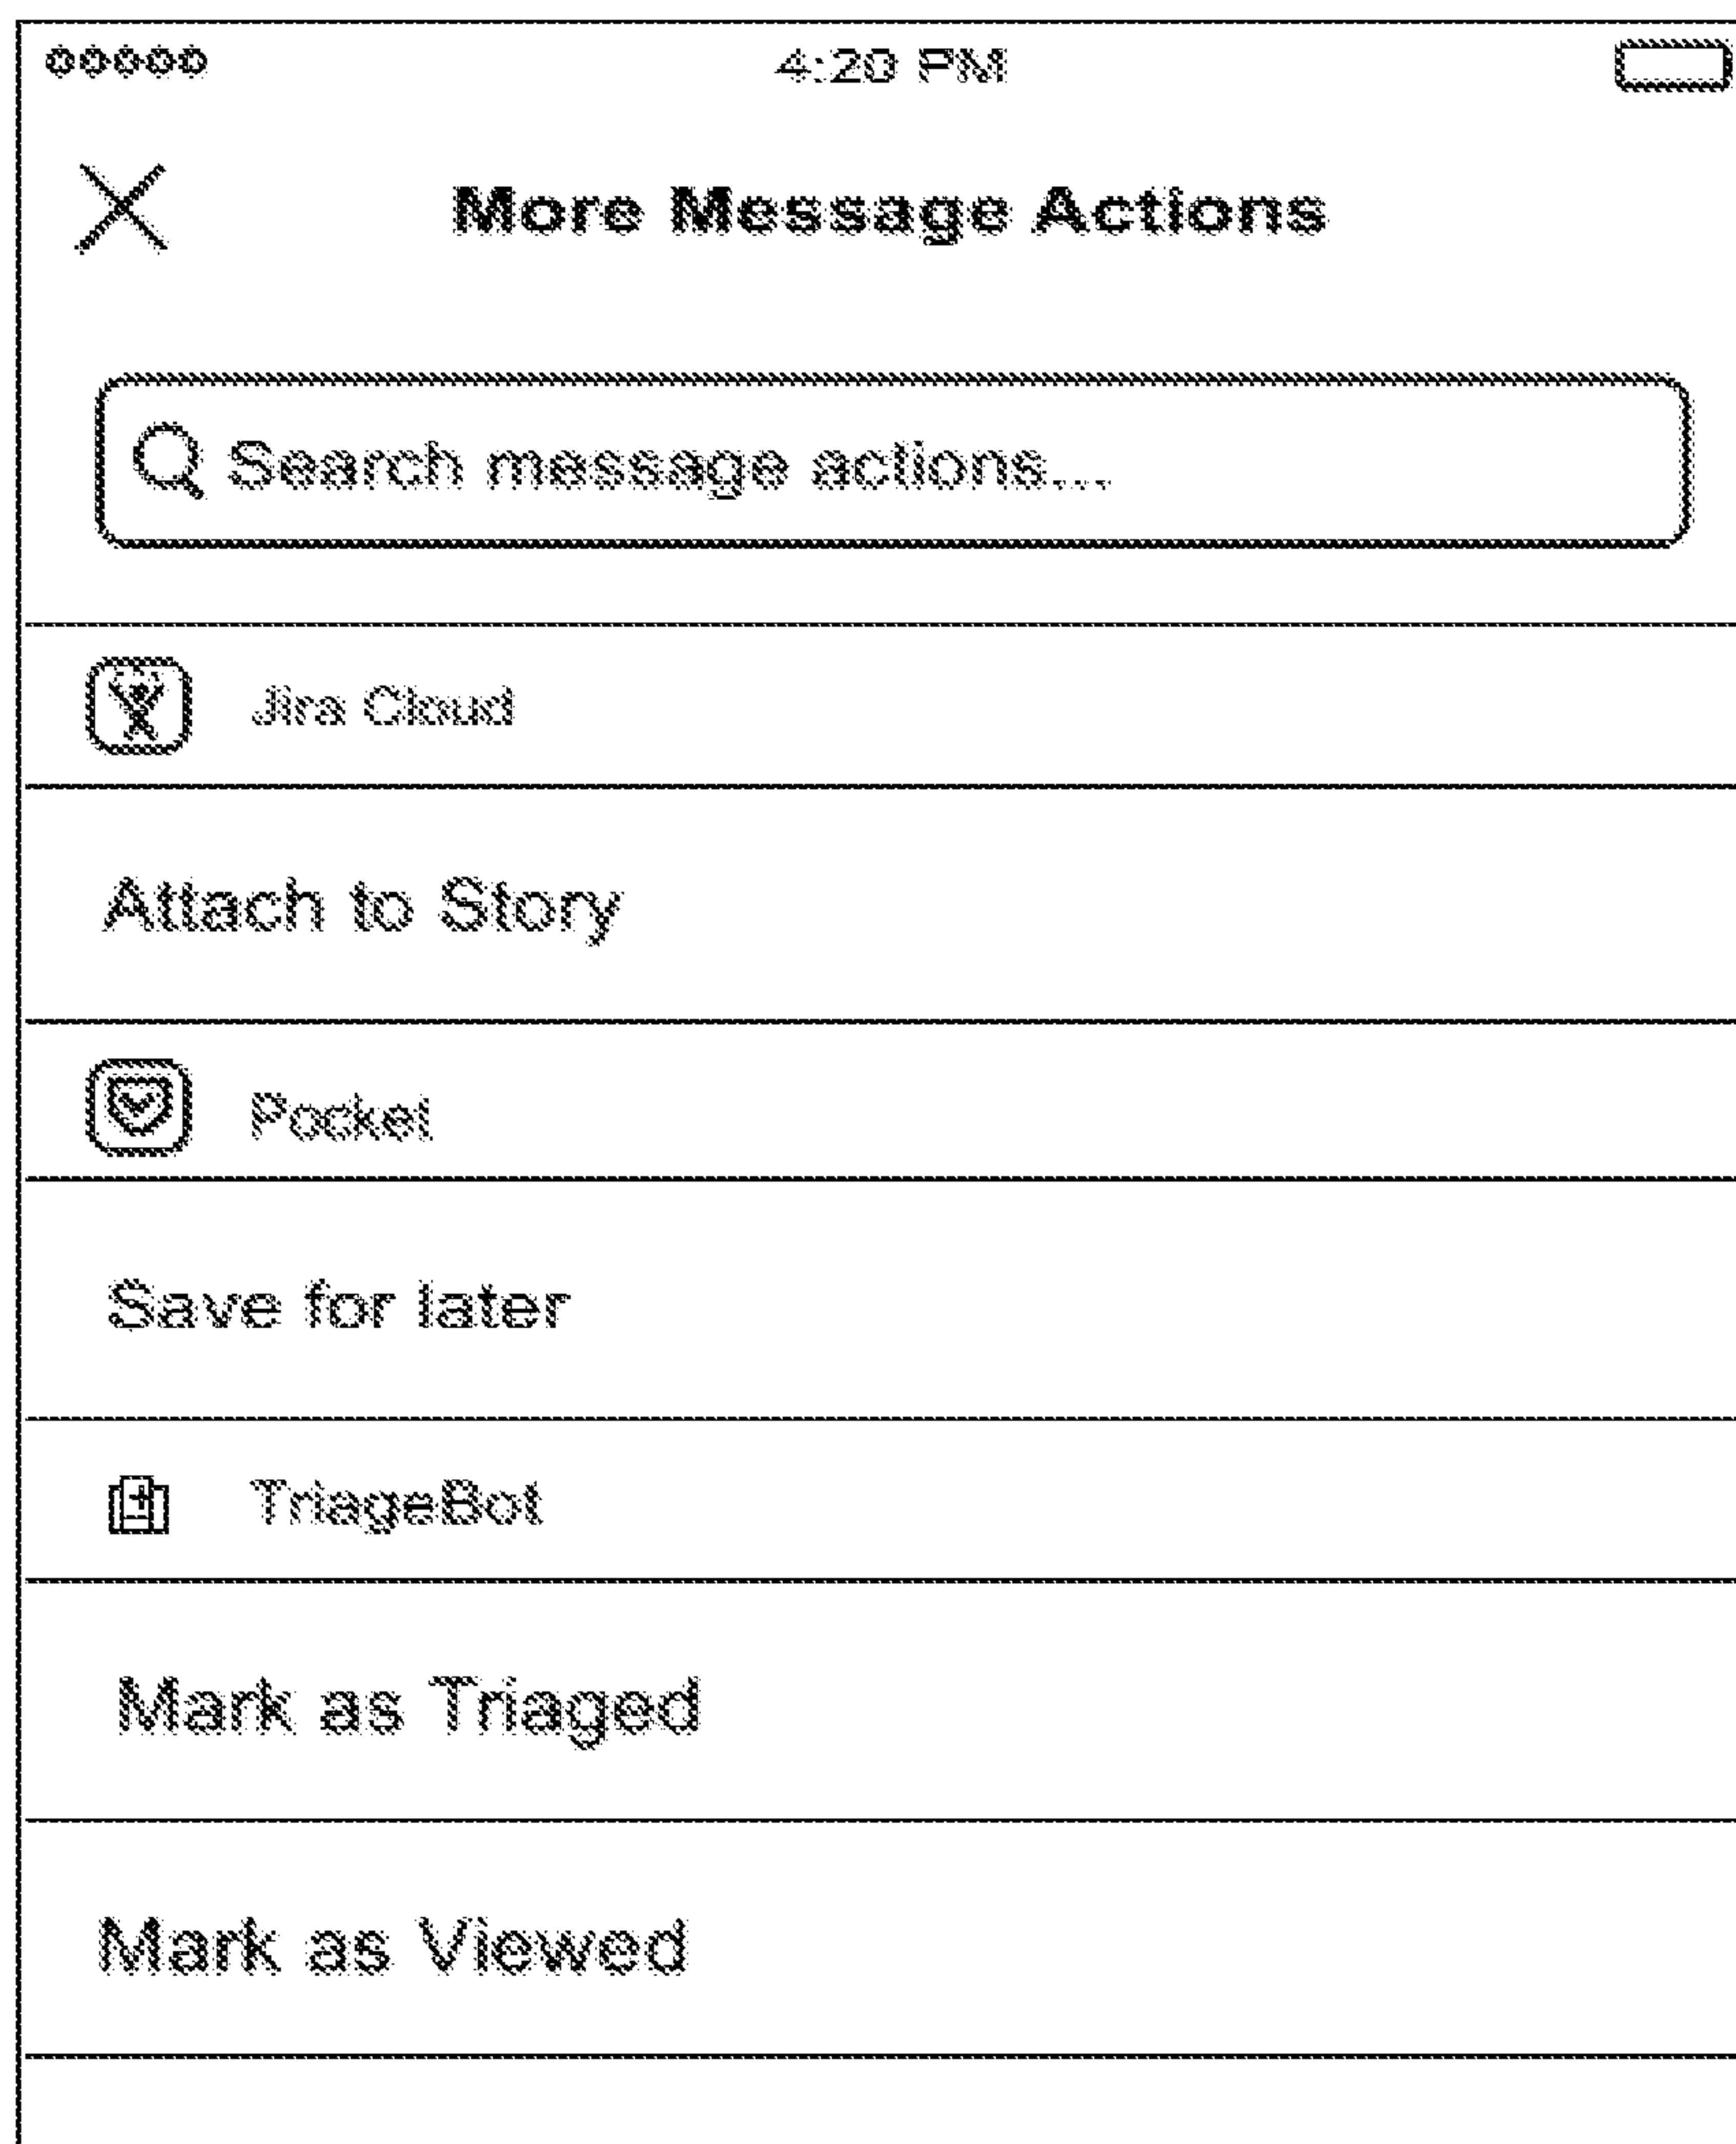 4:20 PM
More Message Actions
Search message actions...
Jira Cloud
Attach to Story
Pocket
Save for later
TriageBot
Mark as Triaged
Mark as Viewed